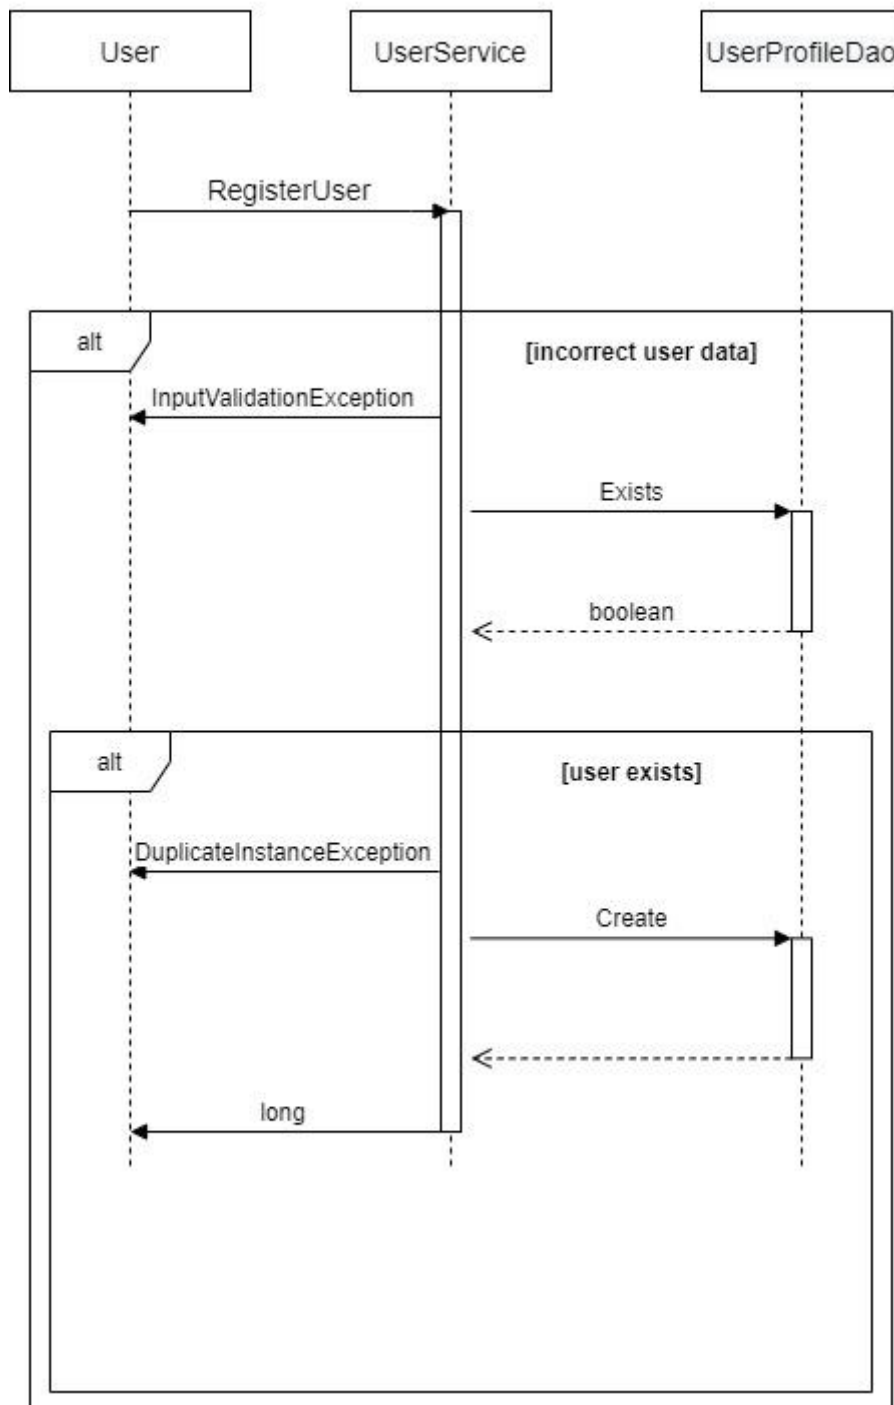 User
UserService
UserProfileDao
RegisterUser
alt
[incorrect user data]
InputValidationException
Exists
boolean
alt
[user exists]
DuplicateInstanceException
Create
long